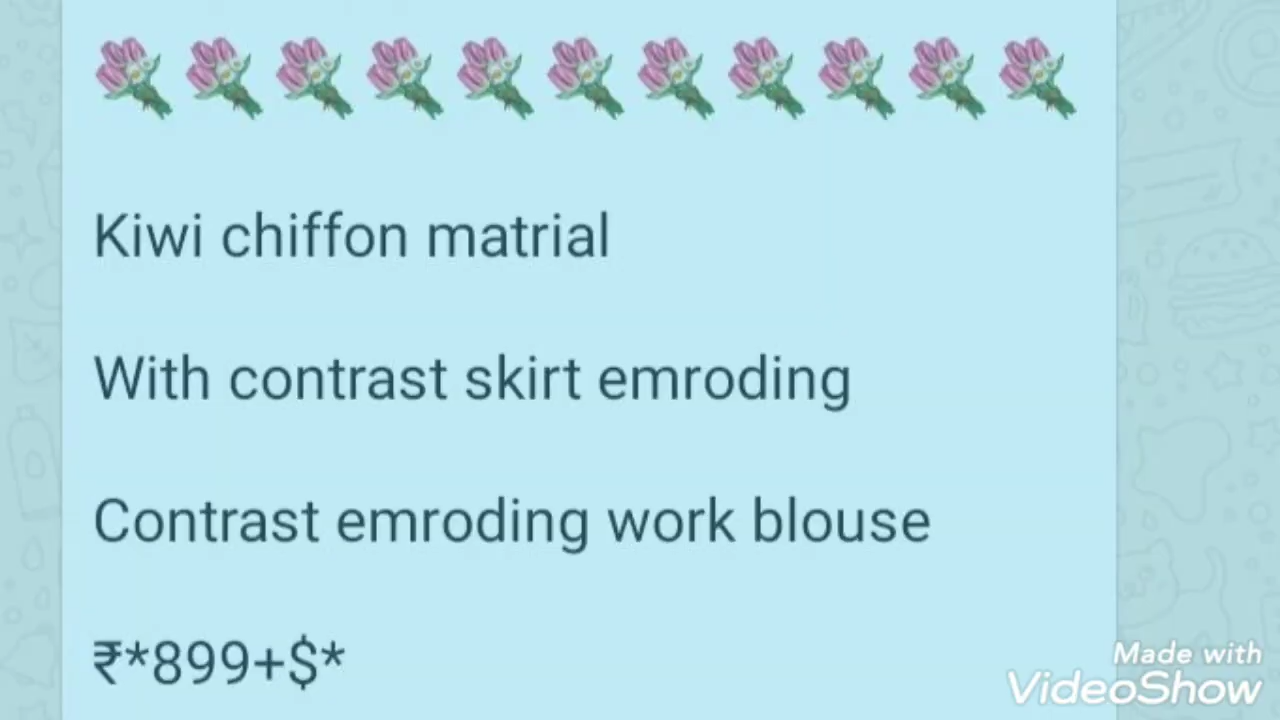 💐💐💐💐💐💐💐💐💐💐💐
Kiwi chiffon matrial
With contrast skirt emroding
Contrast emroding work blouse
₹*899+$*
Made with
VideoShow